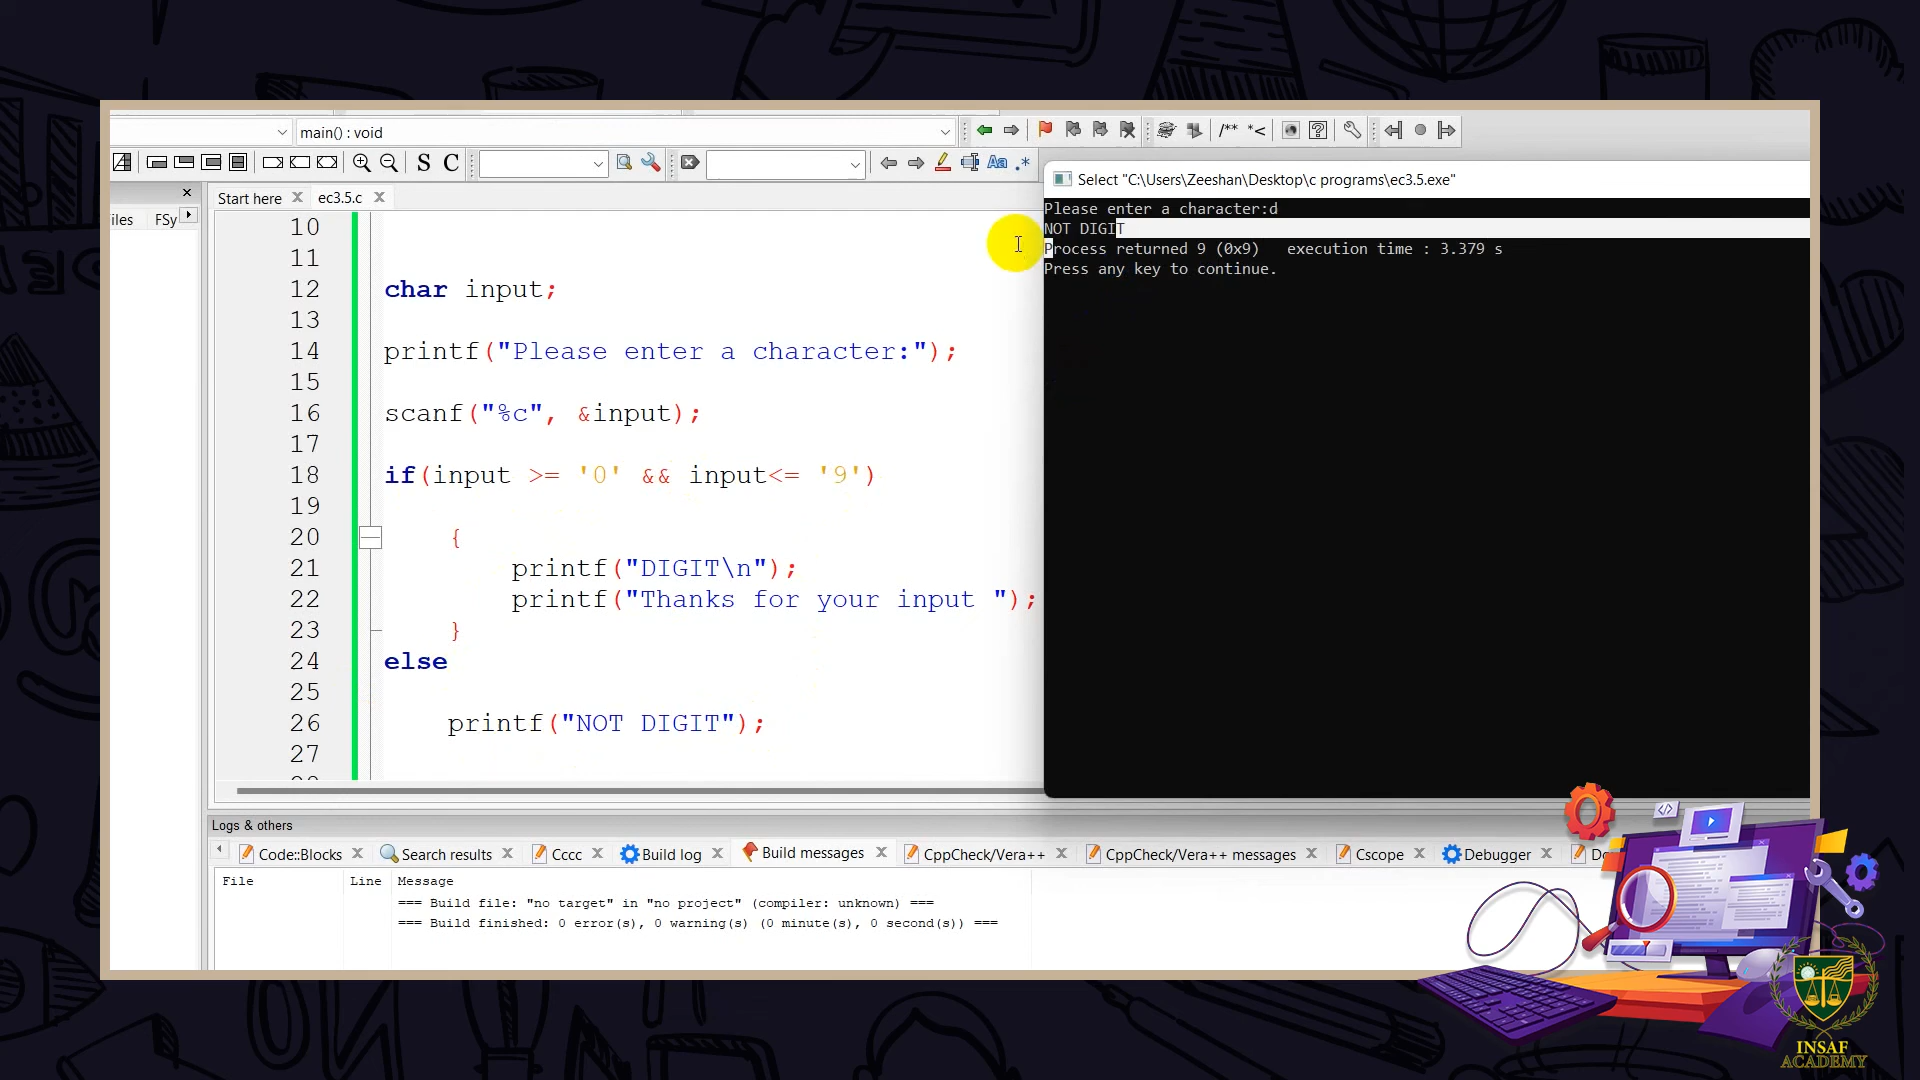 main() : void
S C
Aa .*
/** *<
iles FSy
Start here ec3.5.c
10
11
12 char input;
13
14 printf("Please enter a character:");
15
16 scanf("%c", &input);
17
18 if(input >= '0' && input<= '9')
19
20 {
21 printf("DIGIT\n");
22 printf("Thanks for your input ");
23 }
24 else
25
26 printf("NOT DIGIT");
27
Select "C:\Users\Zeeshan\Desktop\c programs\ec3.5.exe"
Please enter a character:d
NOT DIGIT
Process returned 9 (0x9) execution time : 3.379 s
Press any key to continue.
Logs & others
Code::Blocks Search results Cccc Build log Build messages CppCheck/Vera++ CppCheck/Vera++ messages Cscope Debugger
File Line Message
=== Build file: "no target" in "no project" (compiler: unknown) ===
=== Build finished: 0 error(s), 0 warning(s) (0 minute(s), 0 second(s)) ===
</>
INSAF
ACADEMY